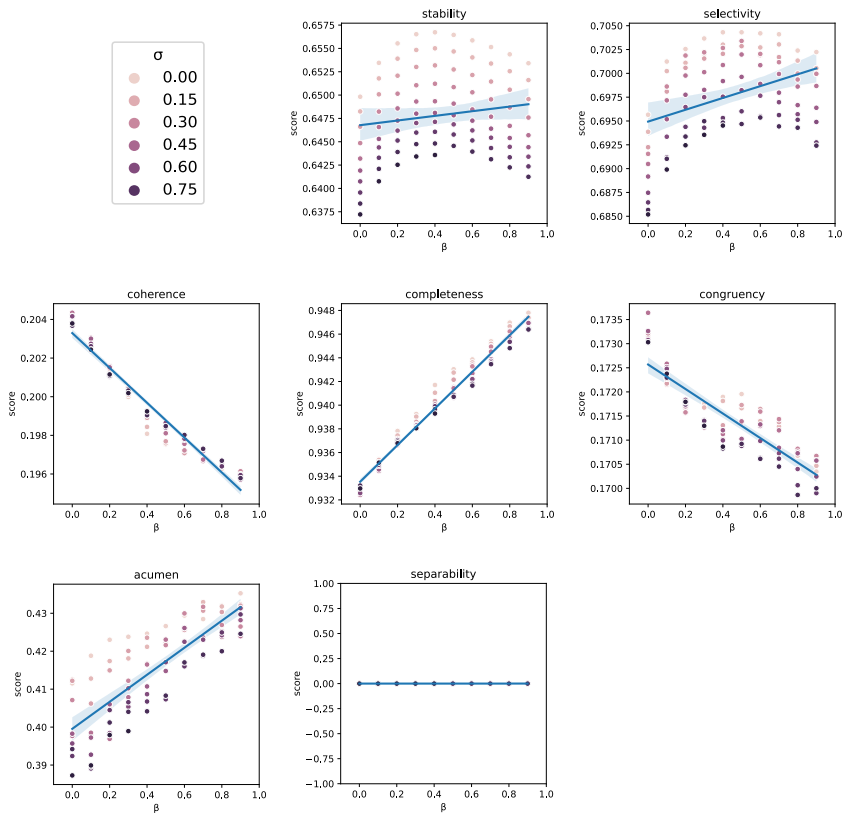 σ
0.00
0.15
0.30
0.45
0.60
0.75
stability
score
0.6575
0.6550
0.6525
0.6500
0.6475
0.6450
0.6425
0.6400
0.6375
0.0 0.2 0.4 0.6 0.8 1.0
β
selectivity
score
0.7050
0.7025
0.7000
0.6975
0.6950
0.6925
0.6900
0.6875
0.6850
0.0 0.2 0.4 0.6 0.8 1.0
β
coherence
score
0.204
0.202
0.200
0.198
0.196
0.0 0.2 0.4 0.6 0.8 1.0
β
completeness
score
0.948
0.946
0.944
0.942
0.940
0.938
0.936
0.934
0.932
0.0 0.2 0.4 0.6 0.8 1.0
β
congruency
score
0.1735
0.1730
0.1725
0.1720
0.1715
0.1710
0.1705
0.1700
0.0 0.2 0.4 0.6 0.8 1.0
β
acumen
score
0.43
0.42
0.41
0.40
0.39
0.0 0.2 0.4 0.6 0.8 1.0
β
separability
score
1.00
0.75
0.50
0.25
0.00
−0.25
−0.50
−0.75
−1.00
0.0 0.2 0.4 0.6 0.8 1.0
β